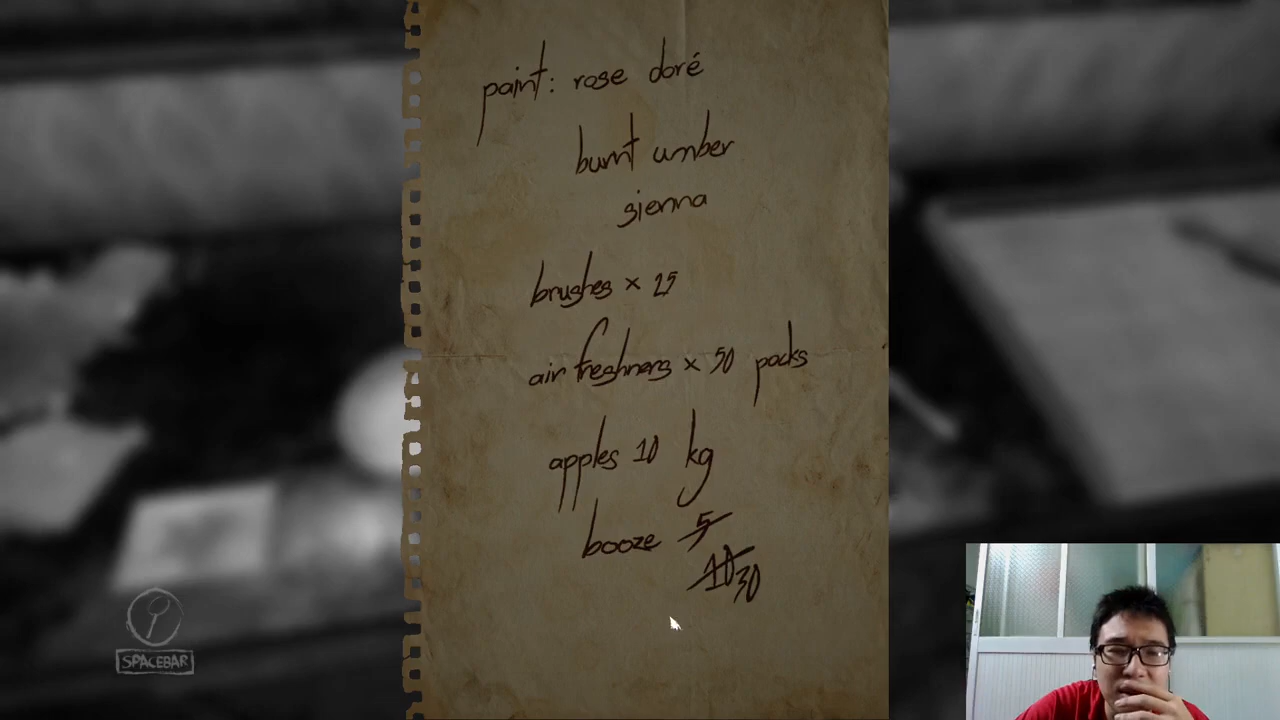 paint: rose doré
burnt umber
sienna
brushes × 25
air freshners × 50 packs
apples 10 kg
booze 5
10 30
SPACEBAR